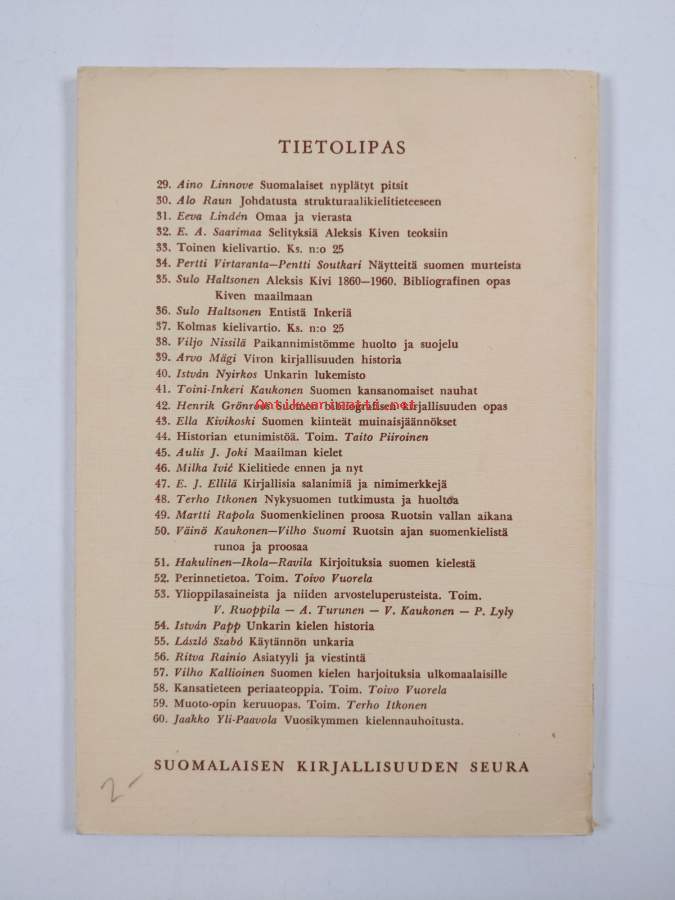 TIETOLIPAS
29. Aino Linnove Suomalaiset nyplätyt pitsit
30. Alo Raun Johdatusta strukturaalikielitieteeseen
31. Eeva Lindén Omaa ja vierasta
32. E. A. Saarimaa Selityksiä Aleksis Kiven teoksiin
33. Toinen kielivartio. Ks. n:o 25
34. Pertti Virtaranta—Pentti Soutkari Näytteitä suomen murteista
35. Sulo Haltsonen Aleksis Kivi 1860—1960. Bibliografinen opas
Kiven maailmaan
36. Sulo Haltsonen Entistä Inkeriä
37. Kolmas kielivartio. Ks. n:o 25
38. Viljo Nissilä Paikannimistömme huolto ja suojelu
39. Arvo Mägi Viron kirjallisuuden historia
40. István Nyirkos Unkarin lukemisto
41. Toini-Inkeri Kaukonen Suomen kansanomaiset nauhat
Antikvariaatti.net
42. Henrik Grönroos Suomen bibliografisen kirjallisuuden opas
43. Ella Kivikoski Suomen kiinteät muinaisjäännökset
44. Historian etunimistöä. Toim. Taito Piiroinen
45. Aulis J. Joki Maailman kielet
46. Milka Ivić Kielitiede ennen ja nyt
47. E. J. Ellilä Kirjallisia salanimiä ja nimimerkkejä
48. Terho Itkonen Nykysuomen tutkimusta ja huoltoa
49. Martti Rapola Suomenkielinen proosa Ruotsin vallan aikana
50. Väinö Kaukonen—Vilho Suomi Ruotsin ajan suomenkielistä
runoa ja proosaa
51. Hakulinen—Ikola—Ravila Kirjoituksia suomen kielestä
52. Perinnetietoa. Toim. Toivo Vuorela
53. Ylioppilasaineista ja niiden arvosteluperusteista. Toim.
V. Ruoppila — A. Turunen — V. Kaukonen — P. Lyly
54. István Papp Unkarin kielen historia
55. László Szabó Käytännön unkaria
56. Ritva Rainio Asiatyyli ja viestintä
57. Vilho Kallioinen Suomen kielen harjoituksia ulkomaalaisille
58. Kansatieteen periaateoppia. Toim. Toivo Vuorela
59. Muoto-opin keruuopas. Toim. Terho Itkonen
60. Jaakko Yli-Paavola Vuosikymmen kielennauhoitusta.
SUOMALAISEN KIRJALLISUUDEN SEURA
2-